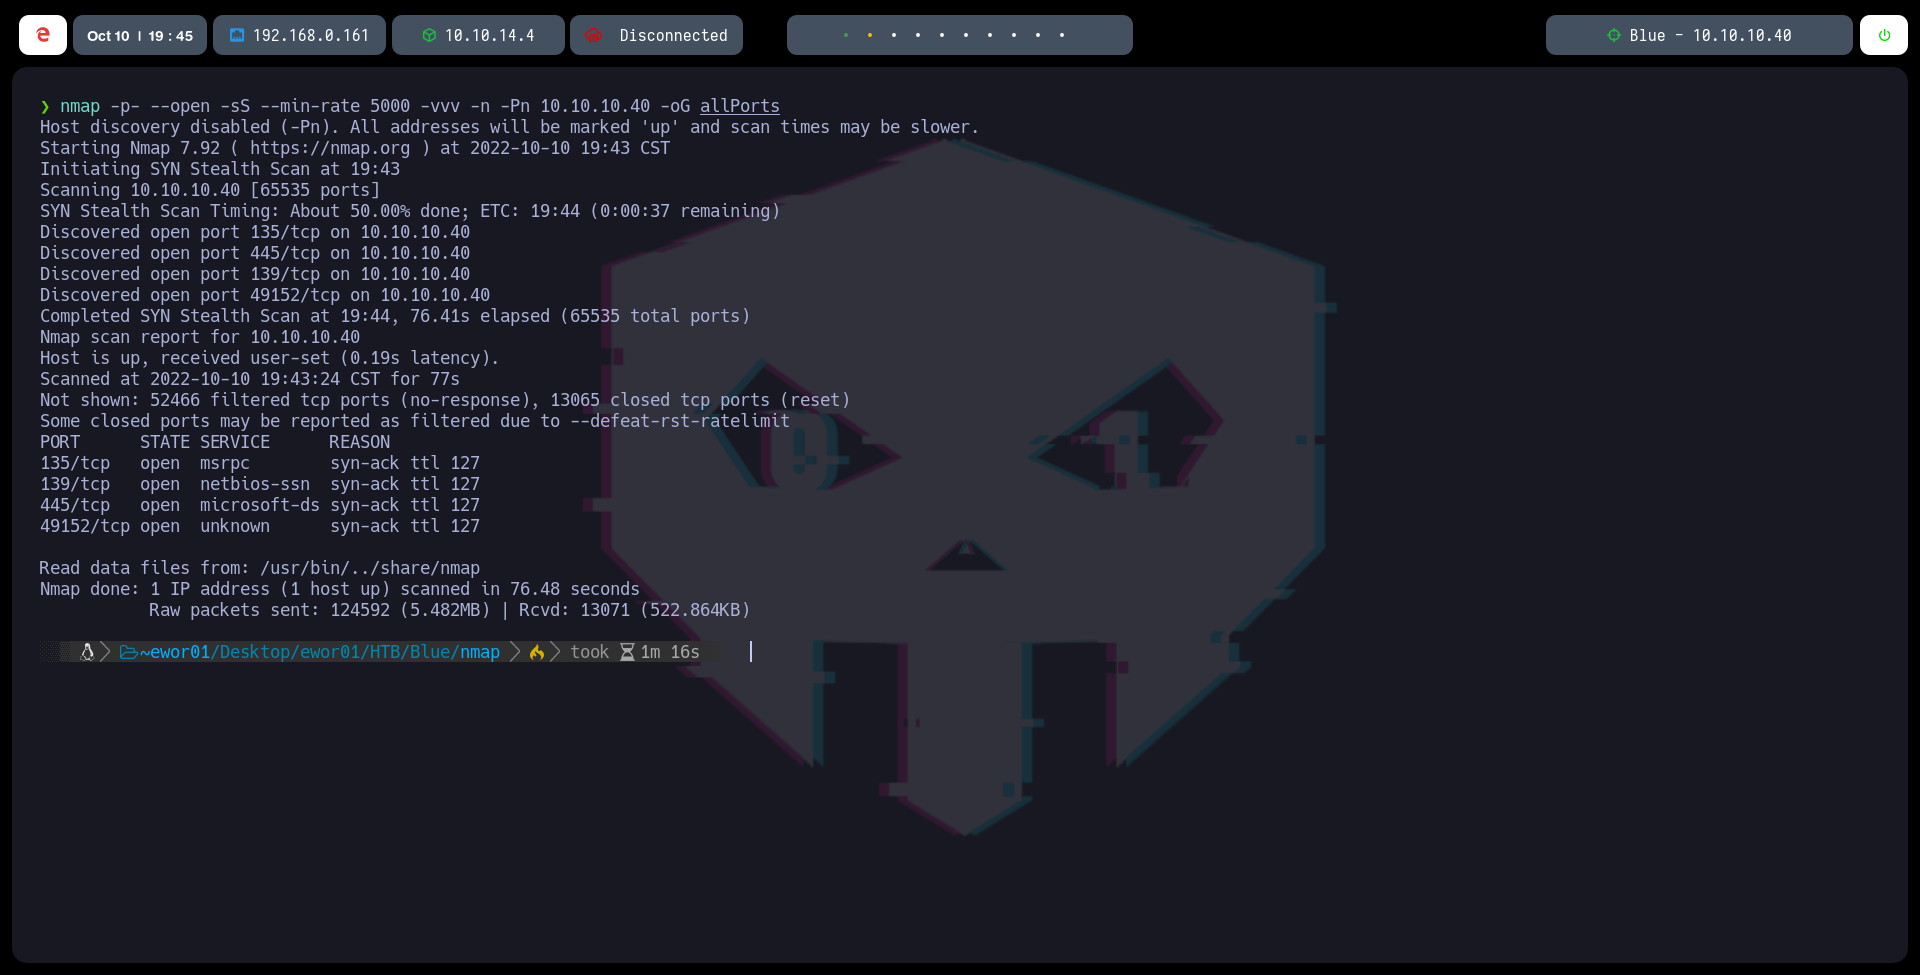 Oct 10 | 19 : 45
192.168.0.161
10.10.14.4
Disconnected
Blue - 10.10.10.40
❯ nmap -p- --open -sS --min-rate 5000 -vvv -n -Pn 10.10.10.40 -oG allPorts
Host discovery disabled (-Pn). All addresses will be marked 'up' and scan times may be slower.
Starting Nmap 7.92 ( https://nmap.org ) at 2022-10-10 19:43 CST
Initiating SYN Stealth Scan at 19:43
Scanning 10.10.10.40 [65535 ports]
SYN Stealth Scan Timing: About 50.00% done; ETC: 19:44 (0:00:37 remaining)
Discovered open port 135/tcp on 10.10.10.40
Discovered open port 445/tcp on 10.10.10.40
Discovered open port 139/tcp on 10.10.10.40
Discovered open port 49152/tcp on 10.10.10.40
Completed SYN Stealth Scan at 19:44, 76.41s elapsed (65535 total ports)
Nmap scan report for 10.10.10.40
Host is up, received user-set (0.19s latency).
Scanned at 2022-10-10 19:43:24 CST for 77s
Not shown: 52466 filtered tcp ports (no-response), 13065 closed tcp ports (reset)
Some closed ports may be reported as filtered due to --defeat-rst-ratelimit
PORT      STATE SERVICE      REASON
135/tcp   open  msrpc        syn-ack ttl 127
139/tcp   open  netbios-ssn  syn-ack ttl 127
445/tcp   open  microsoft-ds syn-ack ttl 127
49152/tcp open  unknown      syn-ack ttl 127
Read data files from: /usr/bin/../share/nmap
Nmap done: 1 IP address (1 host up) scanned in 76.48 seconds
Raw packets sent: 124592 (5.482MB) | Rcvd: 13071 (522.864KB)
~ewor01/Desktop/ewor01/HTB/Blue/nmap took 1m 16s
0 1